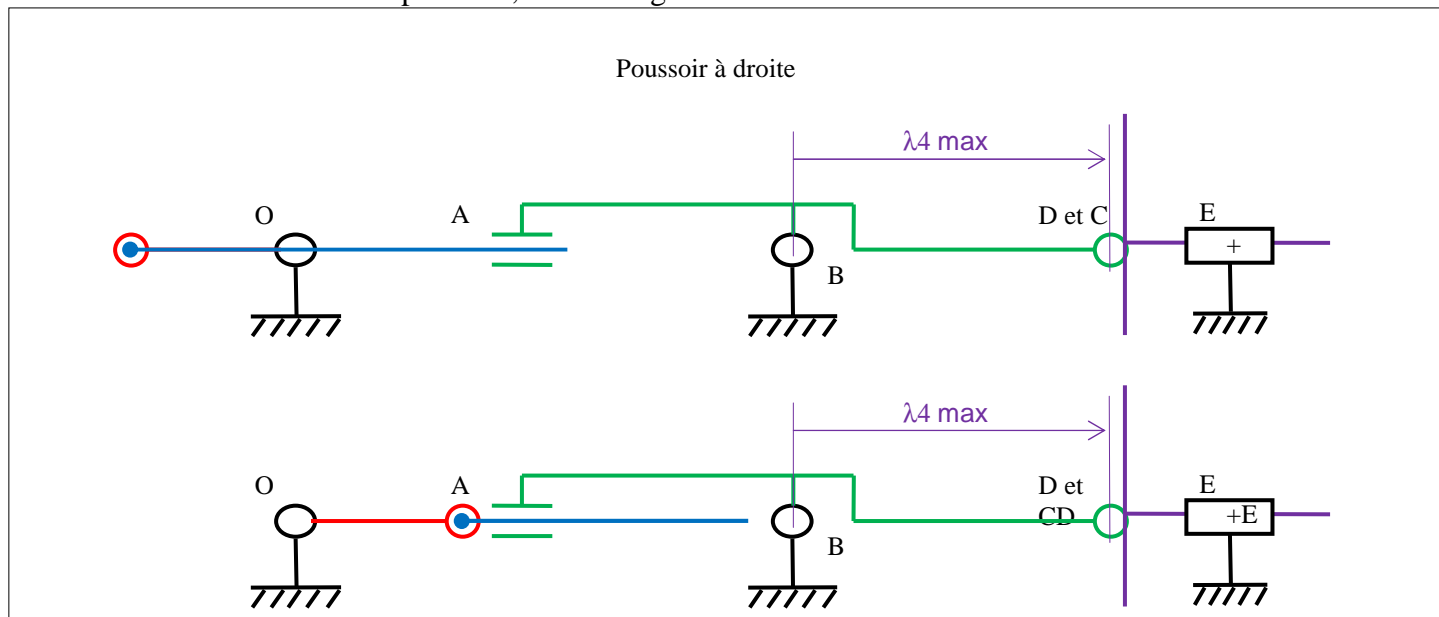 Poussoir à droite
λ4 max
O
A
D et C
E
+
B
λ4 max
O
A
D et
CD
E
+E
B